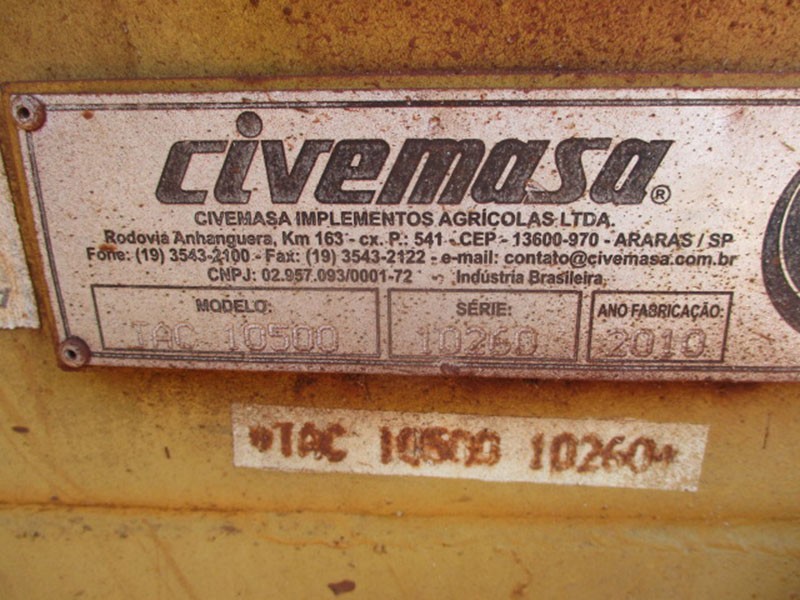 civemasa®
CIVEMASA IMPLEMENTOS AGRÍCOLAS LTDA.
Rodovia Anhanguera, Km 163 - cx. P.: 541 - CEP - 13600-970 - ARARAS / SP
Fone: (19) 3543-2100 - Fax: (19) 3543-2122 - e-mail: contato@civemasa.com.br
CNPJ: 02.957.093/0001-72 - Indústria Brasileira
MODELO: SÉRIE: ANO FABRICAÇÃO:
TAC 10500 10260 2010
*TAC 10500 10260*